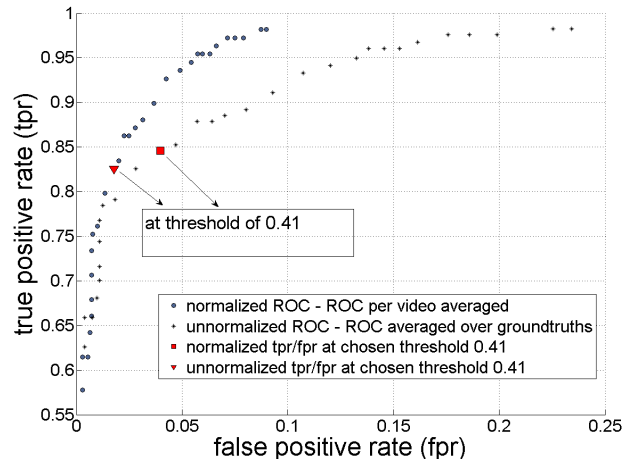 1
0.95
0.9
0.85
0.8
0.75
0.7
0.65
0.6
0.55
true positive rate (tpr)
at threshold of 0.41
normalized ROC - ROC per video averaged
unnormalized ROC - ROC averaged over groundtruths
normalized tpr/fpr at chosen threshold 0.41
unnormalized tpr/fpr at chosen threshold 0.41
0 0.05 0.1 0.15 0.2 0.25
false positive rate (fpr)